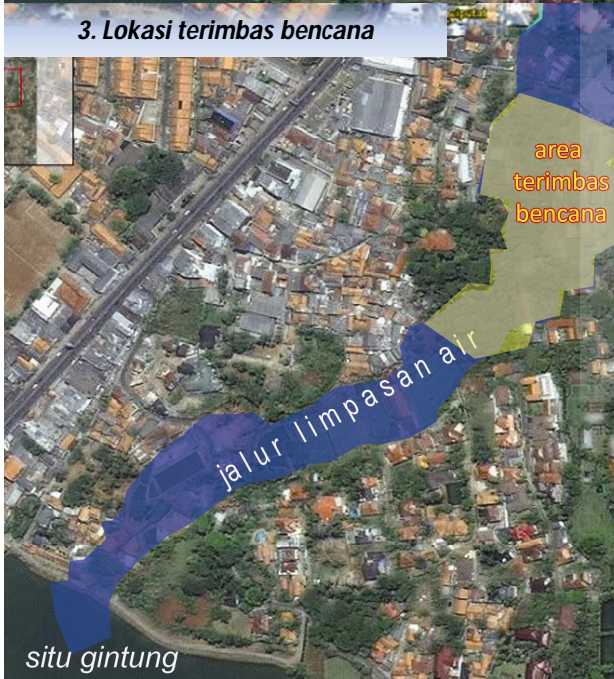 3. Lokasi terimbas bencana
area
terimbas
bencana
jalur limpasan air
situ gintung